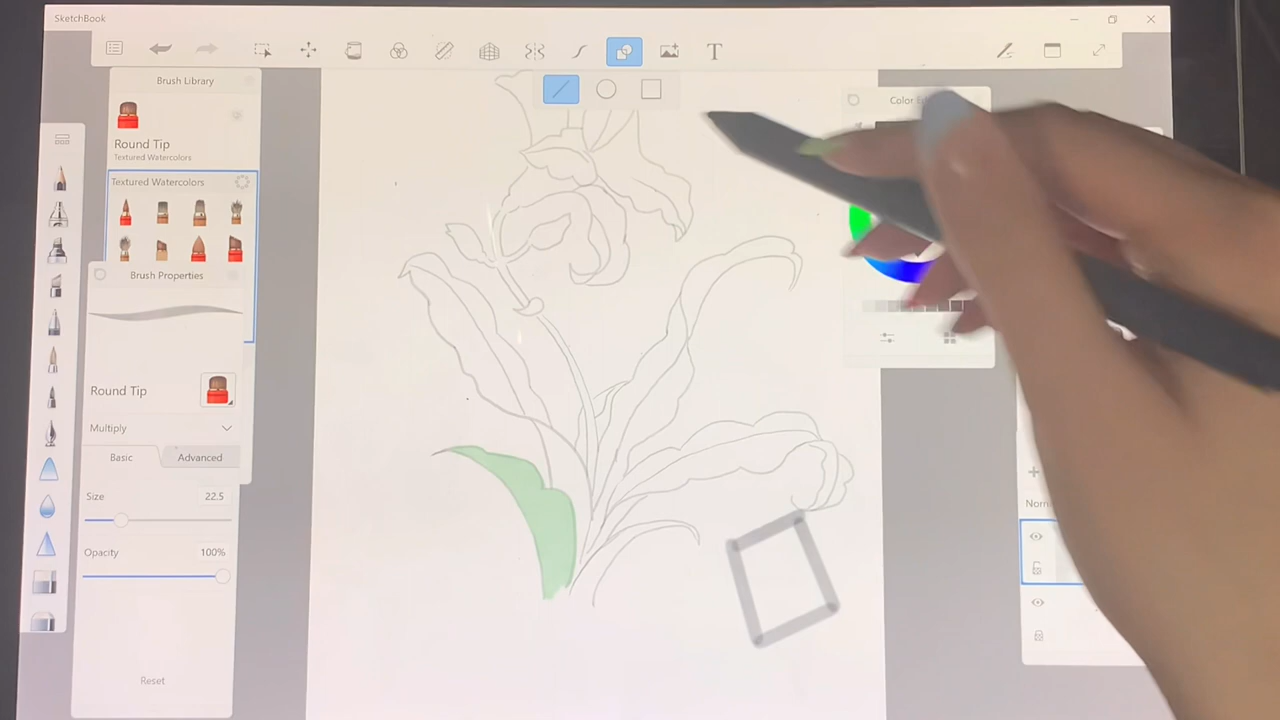 SketchBook
T
Brush Library
Color
Round Tip
Textured Watercolors
Textured Watercolors
Brush Properties
Round Tip
Multiply
Basic
Advanced
Size
22.5
Opacity
100%
Reset